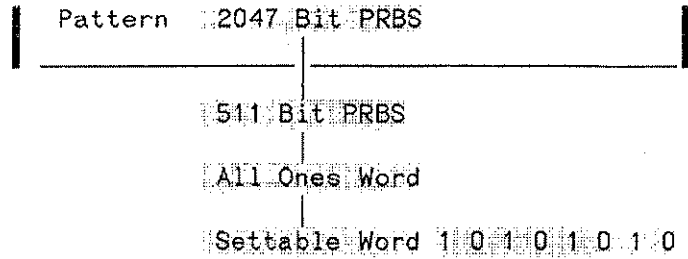 Pattern 2047 Bit PRBS
511 Bit PRBS
All Ones Word
Settable Word 1 0 1 0 1 0 1 0